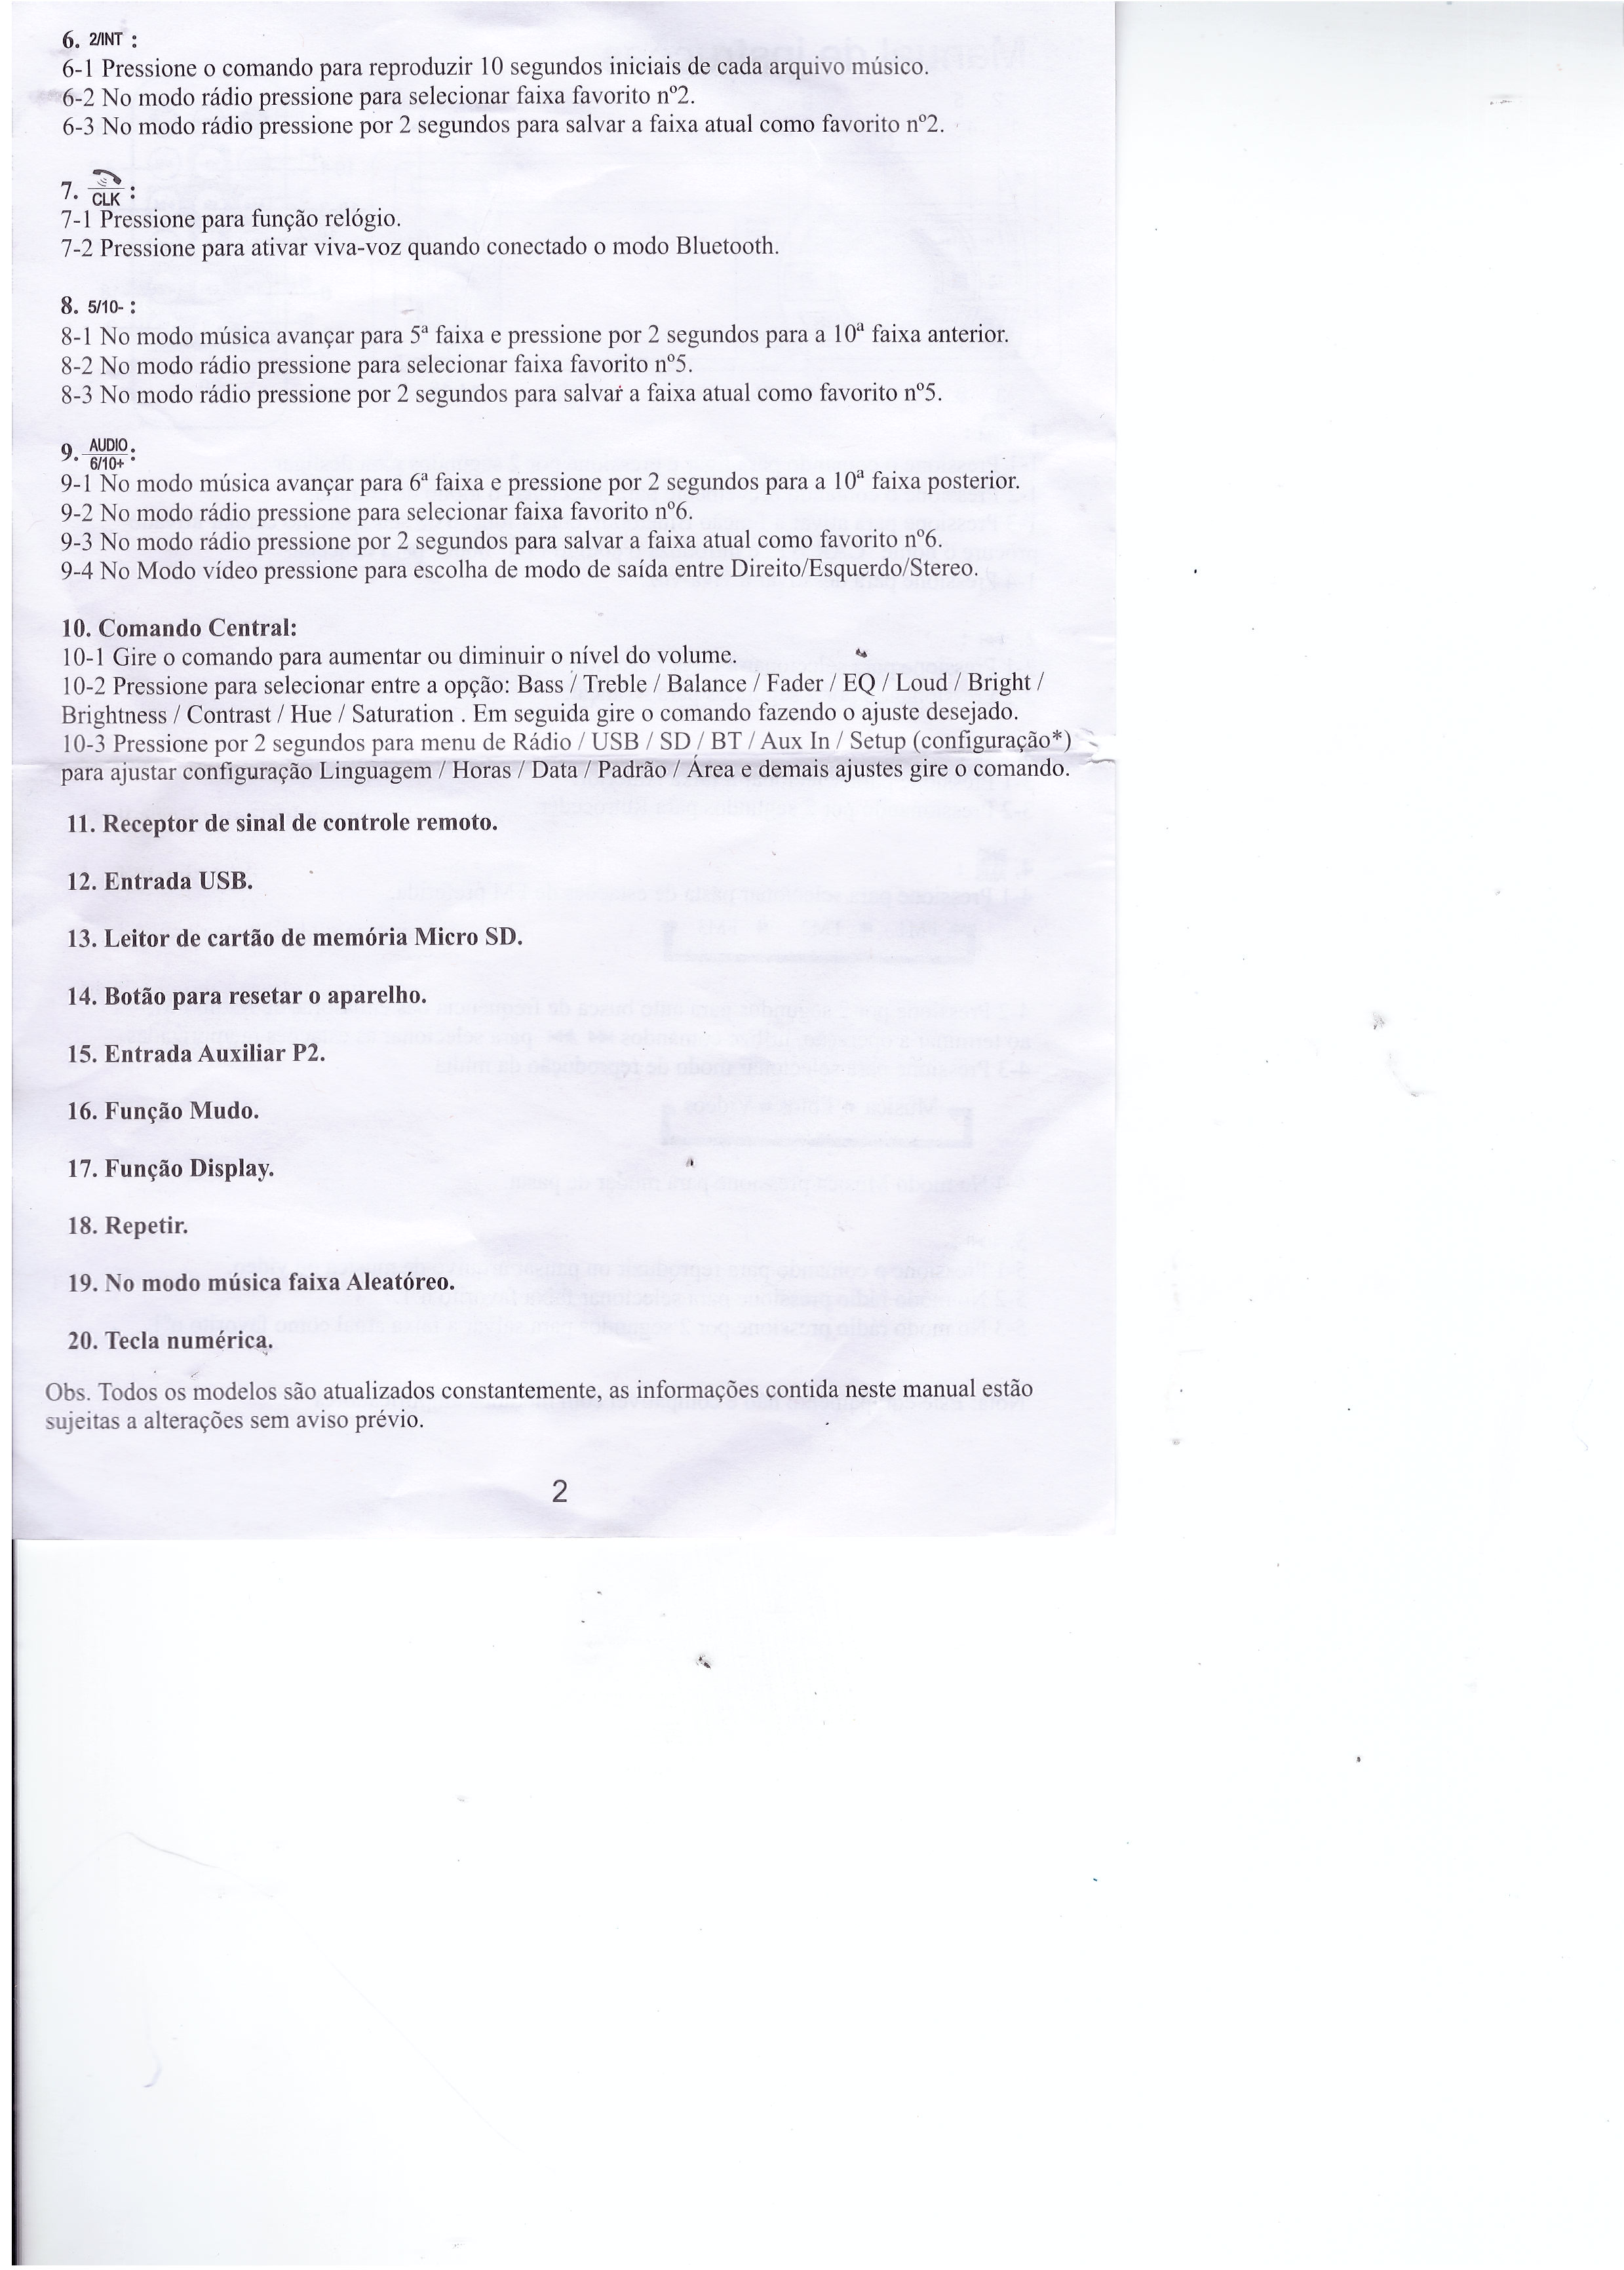 6. 2/INT :
6-1 Pressione o comando para reproduzir 10 segundos iniciais de cada arquivo músico.
6-2 No modo rádio pressione para selecionar faixa favorito nº2.
6-3 No modo rádio pressione por 2 segundos para salvar a faixa atual como favorito nº2.
7. CLK :
7-1 Pressione para função relógio.
7-2 Pressione para ativar viva-voz quando conectado o modo Bluetooth.
8. 5/10- :
8-1 No modo música avançar para 5ª faixa e pressione por 2 segundos para a 10ª faixa anterior.
8-2 No modo rádio pressione para selecionar faixa favorito nº5.
8-3 No modo rádio pressione por 2 segundos para salvar a faixa atual como favorito nº5.
9. AUDIO :
6/10+
9-1 No modo música avançar para 6ª faixa e pressione por 2 segundos para a 10ª faixa posterior.
9-2 No modo rádio pressione para selecionar faixa favorito nº6.
9-3 No modo rádio pressione por 2 segundos para salvar a faixa atual como favorito nº6.
9-4 No Modo vídeo pressione para escolha de modo de saída entre Direito/Esquerdo/Stereo.
10. Comando Central:
10-1 Gire o comando para aumentar ou diminuir o nível do volume.
10-2 Pressione para selecionar entre a opção: Bass / Treble / Balance / Fader / EQ / Loud / Bright /
Brightness / Contrast / Hue / Saturation . Em seguida gire o comando fazendo o ajuste desejado.
10-3 Pressione por 2 segundos para menu de Rádio / USB / SD / BT / Aux In / Setup (configuração*)
para ajustar configuração Linguagem / Horas / Data / Padrão / Área e demais ajustes gire o comando.
11. Receptor de sinal de controle remoto.
12. Entrada USB.
13. Leitor de cartão de memória Micro SD.
14. Botão para resetar o aparelho.
15. Entrada Auxiliar P2.
16. Função Mudo.
17. Função Display.
18. Repetir.
19. No modo música faixa Aleatóreo.
20. Tecla numérica.
Obs. Todos os modelos são atualizados constantemente, as informações contida neste manual estão
sujeitas a alterações sem aviso prévio.
2